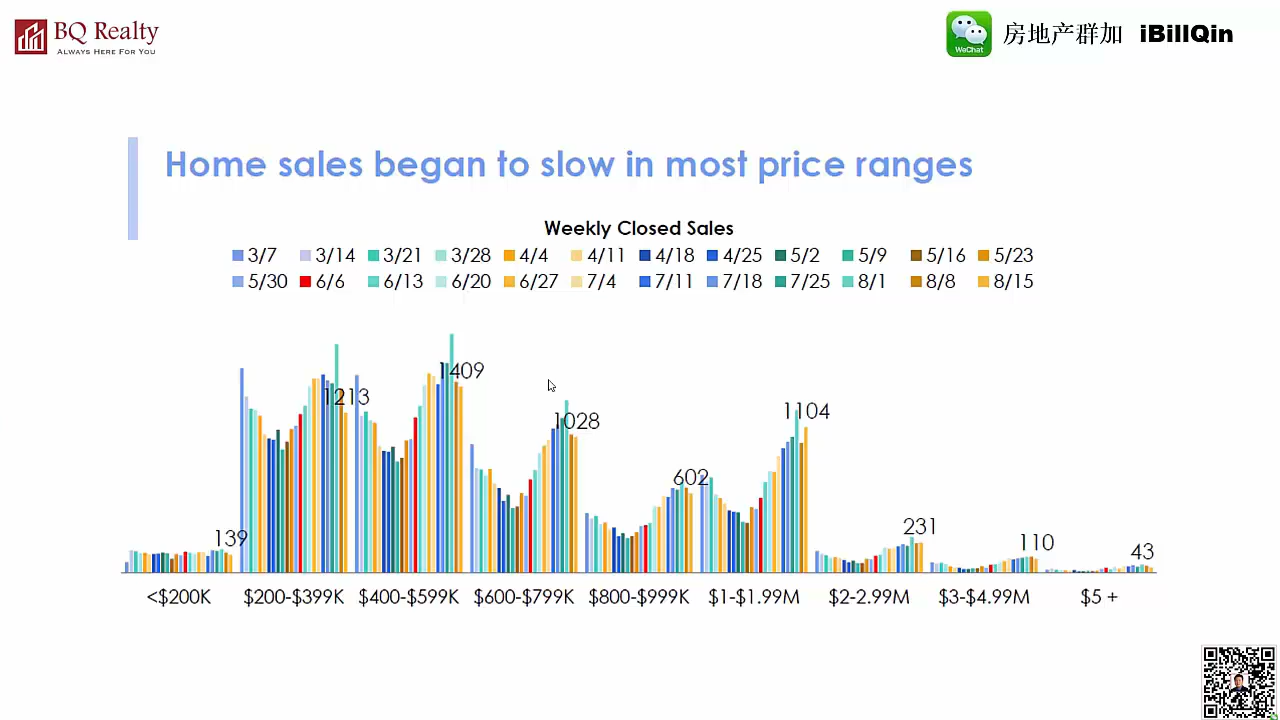 BQ Realty
ALWAYS HERE FOR YOU
WeChat
房地产群加 iBillQin
Home sales began to slow in most price ranges
Weekly Closed Sales
3/7 3/14 3/21 3/28 4/4 4/11 4/18 4/25 5/2 5/9 5/16 5/23
5/30 6/6 6/13 6/20 6/27 7/4 7/11 7/18 7/25 8/1 8/8 8/15
139 1213 1409 1028 602 1104 231 110 43
<$200K $200-$399K $400-$599K $600-$799K $800-$999K $1-$1.99M $2-2.99M $3-$4.99M $5 +